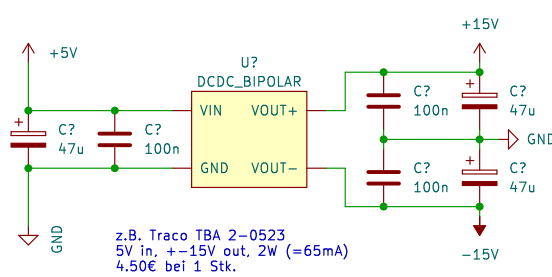 +15V
+5V
U?
DCDC_BIPOLAR
C?
100n
C?
47u
VIN
VOUT+
C?
47u
C?
100n
GND
GND
VOUT-
C?
100n
C?
47u
GND
z.B. Traco TBA 2-0523
5V in, +-15V out, 2W (=65mA)
4.50€ bei 1 Stk.
-15V